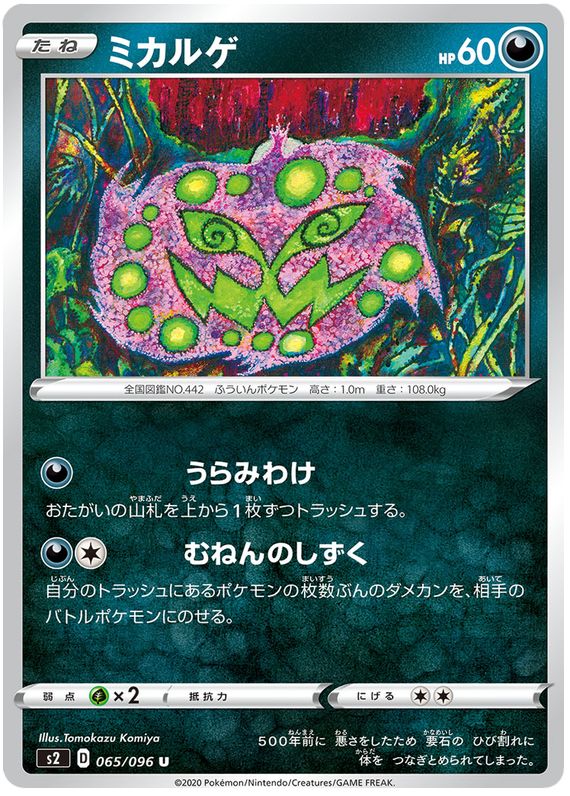 たね ミカルゲ HP60
全国図鑑NO.442 ふういんポケモン 高さ：1.0m 重さ：108.0kg
うらみわけ
おたがいの山札を上から1枚ずつトラッシュする。
むねんのしずく
自分のトラッシュにあるポケモンの枚数ぶんのダメカンを、相手の
バトルポケモンにのせる。
弱点 ×2 抵抗力 にげる
Illus.Tomokazu Komiya
s2 D 065/096 U
500年前に 悪さをしたため 要石の ひび割れに
体を つなぎとめられてしまった。
©2020 Pokémon/Nintendo/Creatures/GAME FREAK.